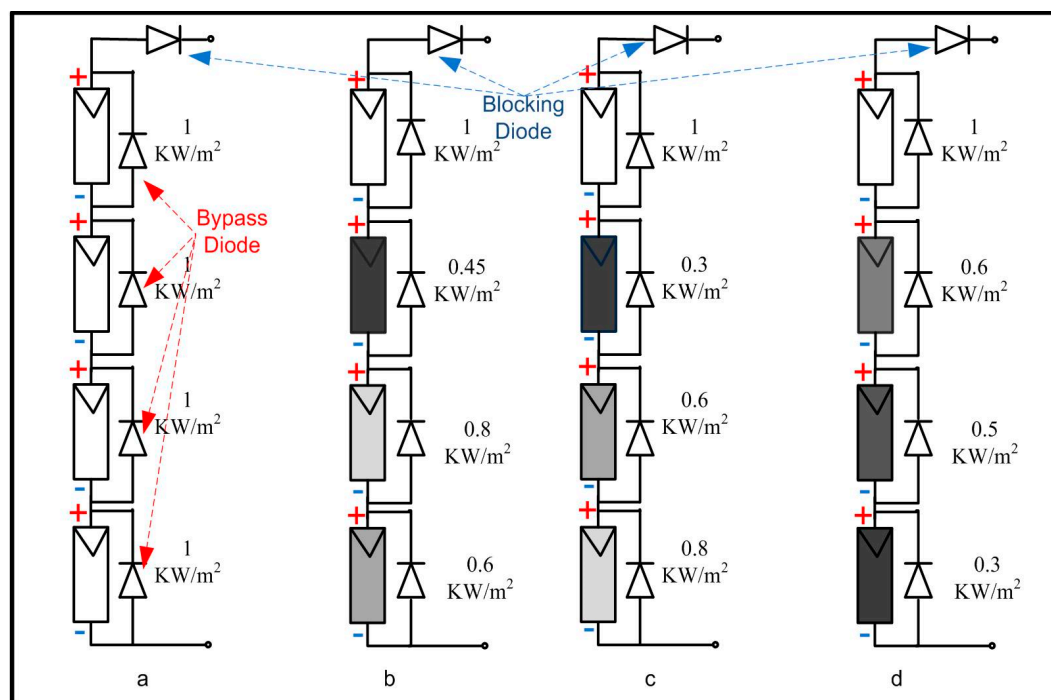 Blocking
Diode
Bypass
Diode
+
1
KW/m²
-
+
1
KW/m²
-
+
1
KW/m²
-
+
1
KW/m²
-
a
+
1
KW/m²
-
+
0.45
KW/m²
-
+
0.8
KW/m²
-
+
0.6
KW/m²
-
b
+
1
KW/m²
-
+
0.3
KW/m²
-
+
0.6
KW/m²
-
+
0.8
KW/m²
-
c
+
1
KW/m²
-
+
0.6
KW/m²
-
+
0.5
KW/m²
-
+
0.3
KW/m²
-
d